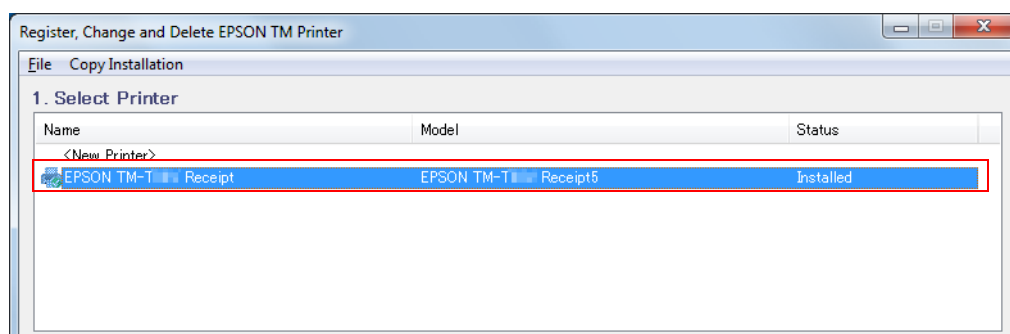 Register, Change and Delete EPSON TM Printer
File Copy Installation
1. Select Printer
Name Model Status
<New Printer>
EPSON TM-T Receipt EPSON TM-T Receipt5 Installed